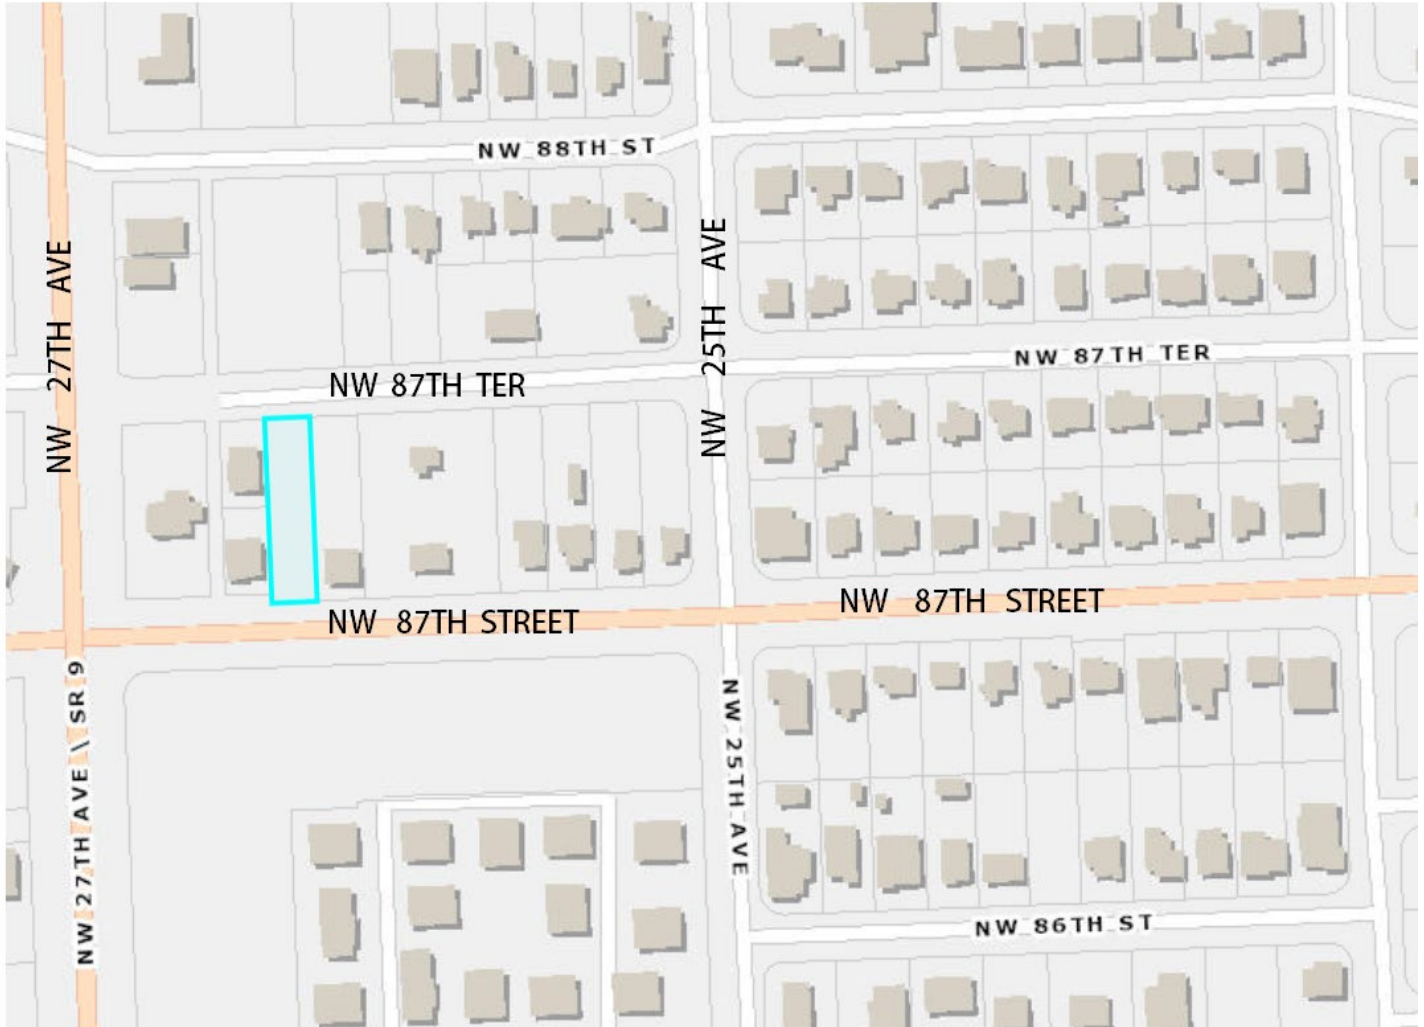 NW 88TH ST
NW 27TH AVE
NW 25TH AVE
NW 87TH TER
NW 87TH TER
NW 87TH STREET
NW 87TH STREET
NW 27TH AVE \ SR 9
NW 25TH AVE
NW 86TH ST